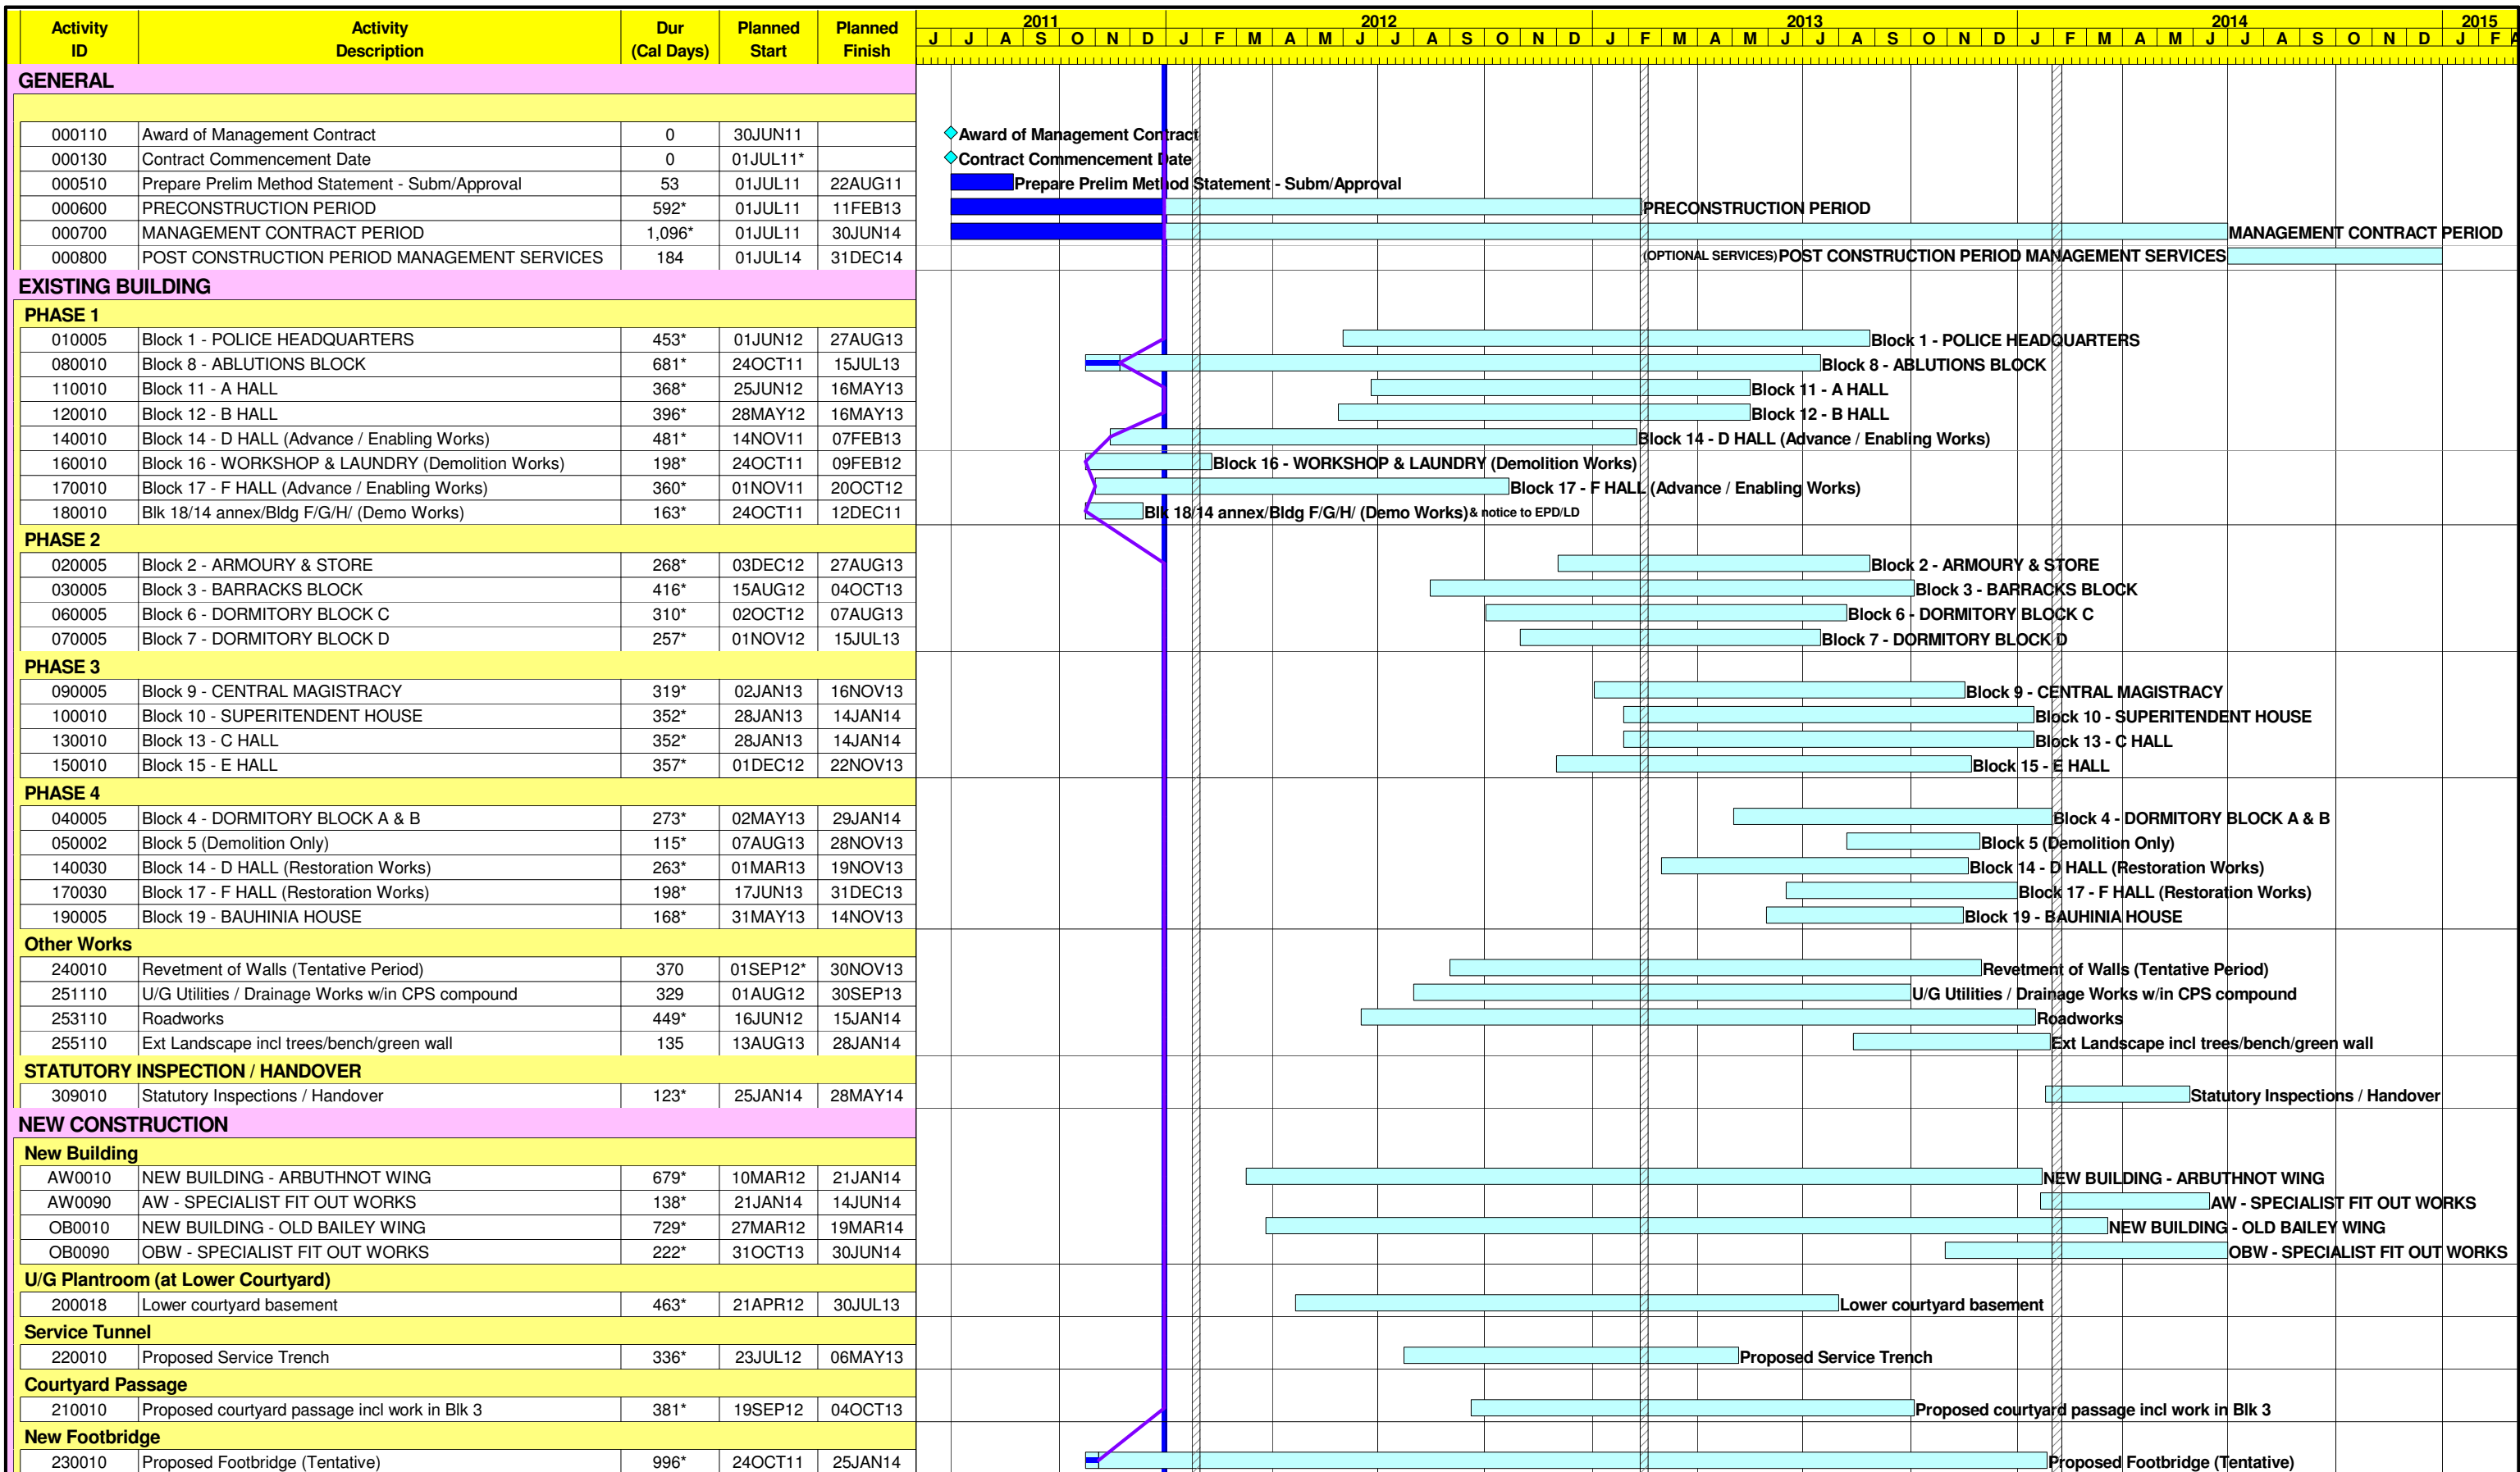 Activity ID | Activity Description | Dur (Cal Days) | Planned Start | Planned Finish | 2011 | 2012 | 2013 | 2014 | 2015
J J A S O N D J F M A M J J A S O N D J F M A M J J A S O N D J F M A M J J A S O N D J F
GENERAL
000110 Award of Management Contract 0 30JUN11 Award of Management Contract
000130 Contract Commencement Date 0 01JUL11* Contract Commencement Date
000510 Prepare Prelim Method Statement - Subm/Approval 53 01JUL11 22AUG11 Prepare Prelim Method Statement - Subm/Approval
000600 PRECONSTRUCTION PERIOD 592* 01JUL11 11FEB13 PRECONSTRUCTION PERIOD
000700 MANAGEMENT CONTRACT PERIOD 1,096* 01JUL11 30JUN14 MANAGEMENT CONTRACT PERIOD
000800 POST CONSTRUCTION PERIOD MANAGEMENT SERVICES 184 01JUL14 31DEC14 (OPTIONAL SERVICES) POST CONSTRUCTION PERIOD MANAGEMENT SERVICES
EXISTING BUILDING
PHASE 1
010005 Block 1 - POLICE HEADQUARTERS 453* 01JUN12 27AUG13 Block 1 - POLICE HEADQUARTERS
080010 Block 8 - ABLUTIONS BLOCK 681* 24OCT11 15JUL13 Block 8 - ABLUTIONS BLOCK
110010 Block 11 - A HALL 368* 25JUN12 16MAY13 Block 11 - A HALL
120010 Block 12 - B HALL 396* 28MAY12 16MAY13 Block 12 - B HALL
140010 Block 14 - D HALL (Advance / Enabling Works) 481* 14NOV11 07FEB13 Block 14 - D HALL (Advance / Enabling Works)
160010 Block 16 - WORKSHOP & LAUNDRY (Demolition Works) 198* 24OCT11 09FEB12 Block 16 - WORKSHOP & LAUNDRY (Demolition Works)
170010 Block 17 - F HALL (Advance / Enabling Works) 360* 01NOV11 20OCT12 Block 17 - F HALL (Advance / Enabling Works)
180010 Blk 18/14 annex/Bldg F/G/H/ (Demo Works) 163* 24OCT11 12DEC11 Blk 18/14 annex/Bldg F/G/H/ (Demo Works) & notice to EPD/LD
PHASE 2
020005 Block 2 - ARMOURY & STORE 268* 03DEC12 27AUG13 Block 2 - ARMOURY & STORE
030005 Block 3 - BARRACKS BLOCK 416* 15AUG12 04OCT13 Block 3 - BARRACKS BLOCK
060005 Block 6 - DORMITORY BLOCK C 310* 02OCT12 07AUG13 Block 6 - DORMITORY BLOCK C
070005 Block 7 - DORMITORY BLOCK D 257* 01NOV12 15JUL13 Block 7 - DORMITORY BLOCK D
PHASE 3
090005 Block 9 - CENTRAL MAGISTRACY 319* 02JAN13 16NOV13 Block 9 - CENTRAL MAGISTRACY
100010 Block 10 - SUPERITENDENT HOUSE 352* 28JAN13 14JAN14 Block 10 - SUPERITENDENT HOUSE
130010 Block 13 - C HALL 352* 28JAN13 14JAN14 Block 13 - C HALL
150010 Block 15 - E HALL 357* 01DEC12 22NOV13 Block 15 - E HALL
PHASE 4
040005 Block 4 - DORMITORY BLOCK A & B 273* 02MAY13 29JAN14 Block 4 - DORMITORY BLOCK A & B
050002 Block 5 (Demolition Only) 115* 07AUG13 28NOV13 Block 5 (Demolition Only)
140030 Block 14 - D HALL (Restoration Works) 263* 01MAR13 19NOV13 Block 14 - D HALL (Restoration Works)
170030 Block 17 - F HALL (Restoration Works) 198* 17JUN13 31DEC13 Block 17 - F HALL (Restoration Works)
190005 Block 19 - BAUHINIA HOUSE 168* 31MAY13 14NOV13 Block 19 - BAUHINIA HOUSE
Other Works
240010 Revetment of Walls (Tentative Period) 370 01SEP12* 30NOV13 Revetment of Walls (Tentative Period)
251110 U/G Utilities / Drainage Works w/in CPS compound 329 01AUG12 30SEP13 U/G Utilities / Drainage Works w/in CPS compound
253110 Roadworks 449* 16JUN12 15JAN14 Roadworks
255110 Ext Landscape incl trees/bench/green wall 135 13AUG13 28JAN14 Ext Landscape incl trees/bench/green wall
STATUTORY INSPECTION / HANDOVER
309010 Statutory Inspections / Handover 123* 25JAN14 28MAY14 Statutory Inspections / Handover
NEW CONSTRUCTION
New Building
AW0010 NEW BUILDING - ARBUTHNOT WING 679* 10MAR12 21JAN14 NEW BUILDING - ARBUTHNOT WING
AW0090 AW - SPECIALIST FIT OUT WORKS 138* 21JAN14 14JUN14 AW - SPECIALIST FIT OUT WORKS
OB0010 NEW BUILDING - OLD BAILEY WING 729* 27MAR12 19MAR14 NEW BUILDING - OLD BAILEY WING
OB0090 OBW - SPECIALIST FIT OUT WORKS 222* 31OCT13 30JUN14 OBW - SPECIALIST FIT OUT WORKS
U/G Plantroom (at Lower Courtyard)
200018 Lower courtyard basement 463* 21APR12 30JUL13 Lower courtyard basement
Service Tunnel
220010 Proposed Service Trench 336* 23JUL12 06MAY13 Proposed Service Trench
Courtyard Passage
210010 Proposed courtyard passage incl work in Blk 3 381* 19SEP12 04OCT13 Proposed courtyard passage incl work in Blk 3
New Footbridge
230010 Proposed Footbridge (Tentative) 996* 24OCT11 25JAN14 Proposed Footbridge (Tentative)